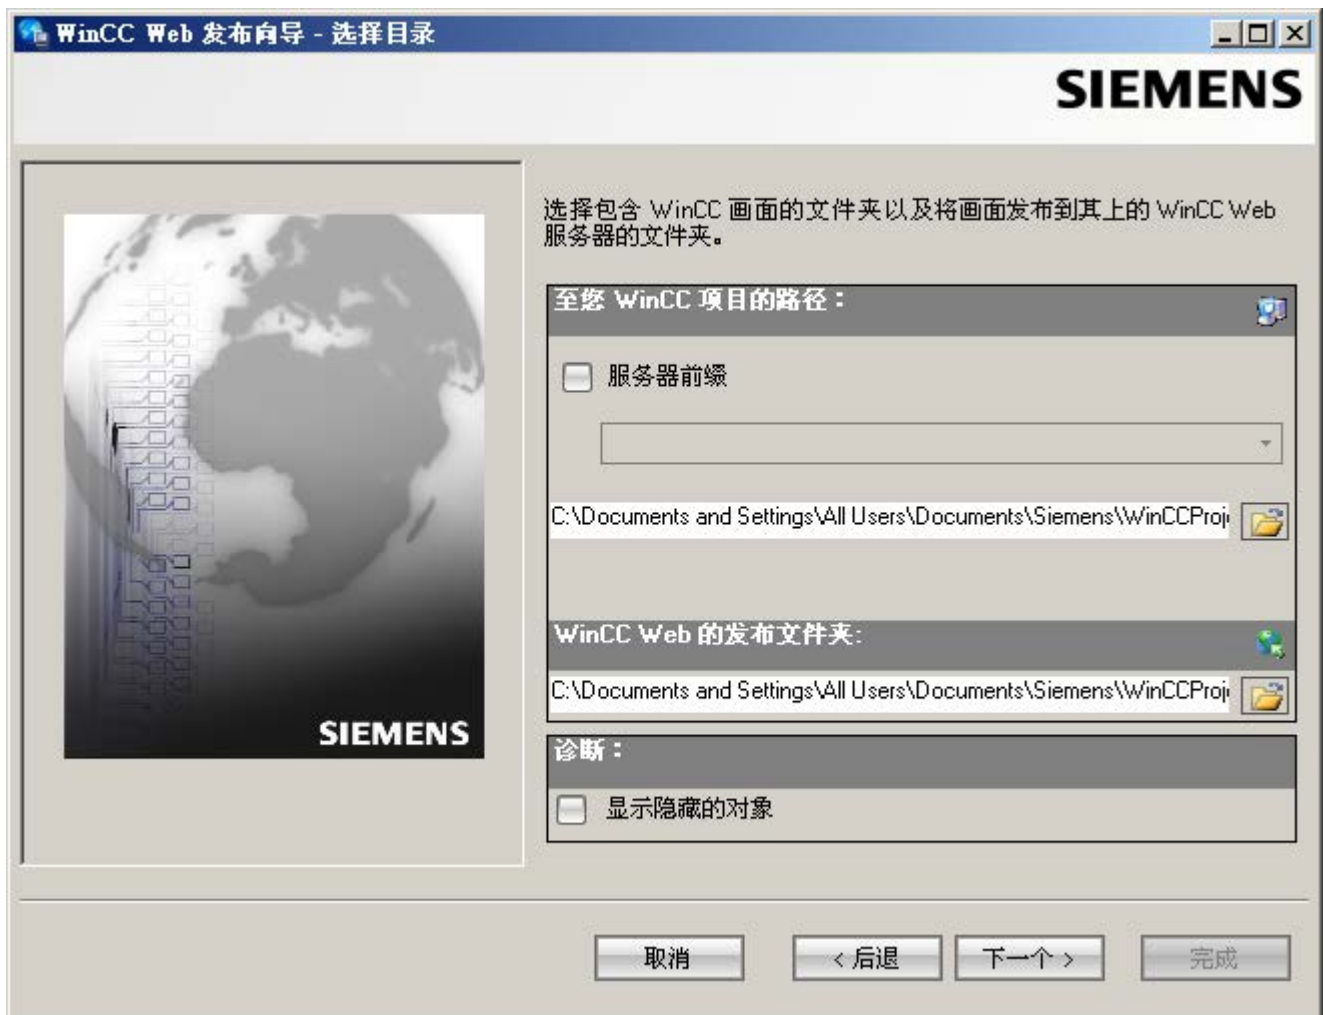 WinCC Web 发布向导 - 选择目录
SIEMENS
选择包含 WinCC 画面的文件夹以及将画面发布到其上的 WinCC Web
服务器的文件夹。
至您 WinCC 项目的路径：
服务器前缀
C:\Documents and Settings\All Users\Documents\Siemens\WinCCProj
WinCC Web 的发布文件夹:
C:\Documents and Settings\All Users\Documents\Siemens\WinCCProj
SIEMENS
诊断：
显示隐藏的对象
取消
< 后退
下一个 >
完成